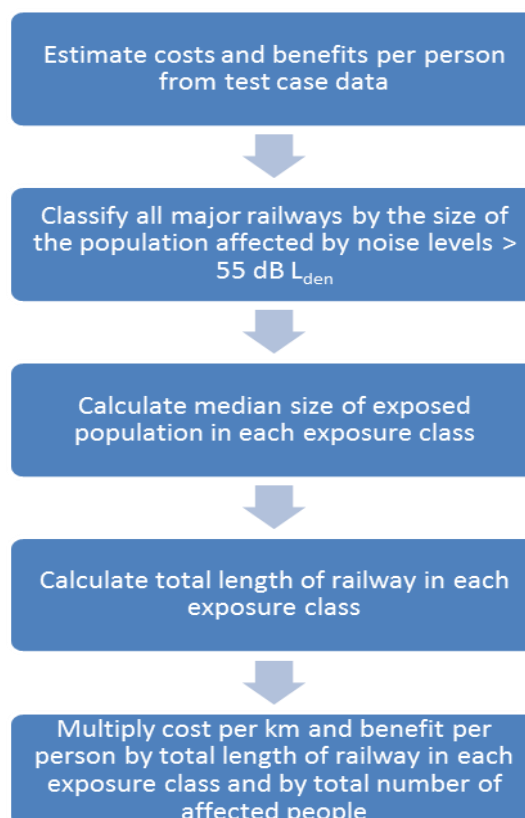 Estimate costs and benefits per person
from test case data
Classify all major railways by the size of
the population affected by noise levels >
55 dB Lden
Calculate median size of exposed
population in each exposure class
Calculate total length of railway in each
exposure class
Multiply cost per km and benefit per
person by total length of railway in each
exposure class and by total number of
affected people